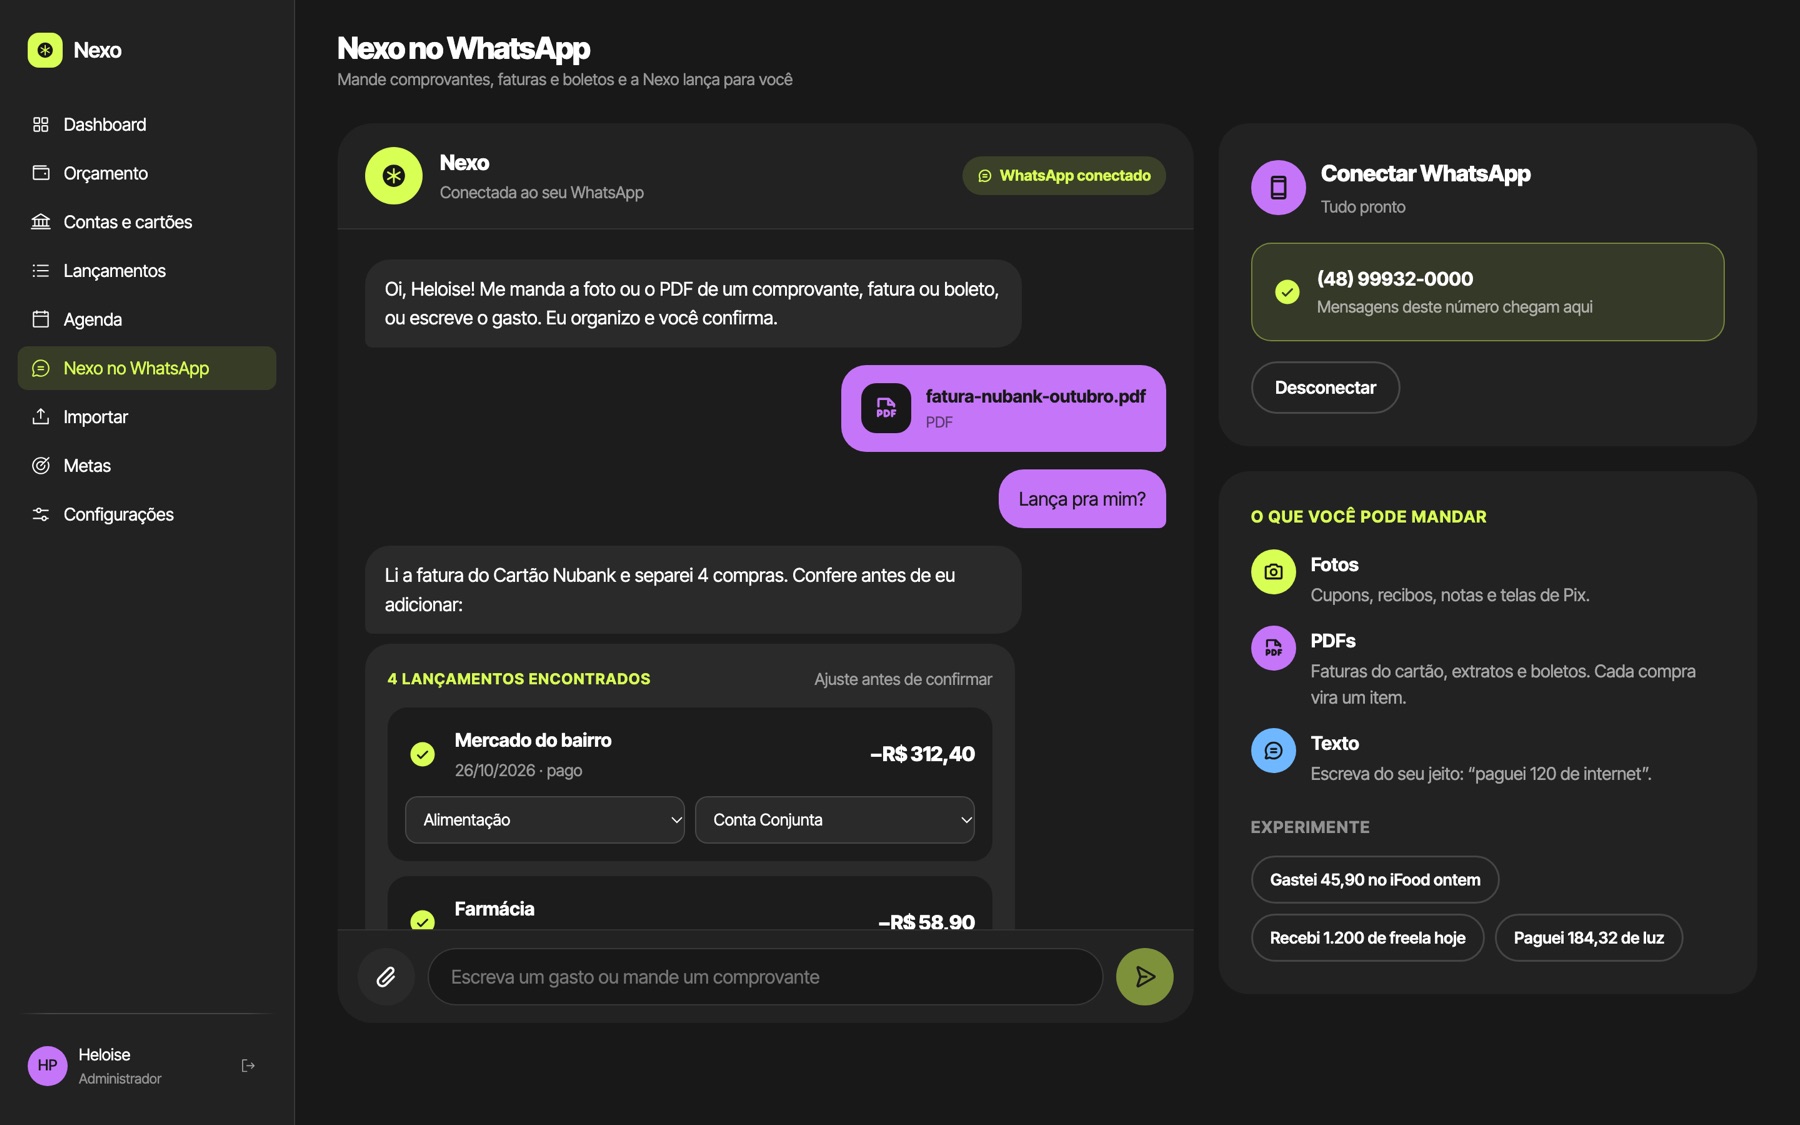 Nexo
Dashboard
Orçamento
Contas e cartões
Lançamentos
Agenda
Nexo no WhatsApp
Importar
Metas
Configurações
HP
Heloise
Administrador
Nexo no WhatsApp
Mande comprovantes, faturas e boletos e a Nexo lança para você
Nexo
Conectada ao seu WhatsApp
WhatsApp conectado
Oi, Heloise! Me manda a foto ou o PDF de um comprovante, fatura ou boleto,
ou escreve o gasto. Eu organizo e você confirma.
PDF
fatura-nubank-outubro.pdf
PDF
Lança pra mim?
Li a fatura do Cartão Nubank e separei 4 compras. Confere antes de eu
adicionar:
4 LANÇAMENTOS ENCONTRADOS
Ajuste antes de confirmar
Mercado do bairro
26/10/2026 · pago
–R$ 312,40
Alimentação
Conta Conjunta
Farmácia
–R$ 58,90
Escreva um gasto ou mande um comprovante
Conectar WhatsApp
Tudo pronto
(48) 99932-0000
Mensagens deste número chegam aqui
Desconectar
O QUE VOCÊ PODE MANDAR
Fotos
Cupons, recibos, notas e telas de Pix.
PDF
PDFs
Faturas do cartão, extratos e boletos. Cada compra
vira um item.
Texto
Escreva do seu jeito: “paguei 120 de internet”.
EXPERIMENTE
Gastei 45,90 no iFood ontem
Recebi 1.200 de freela hoje
Paguei 184,32 de luz